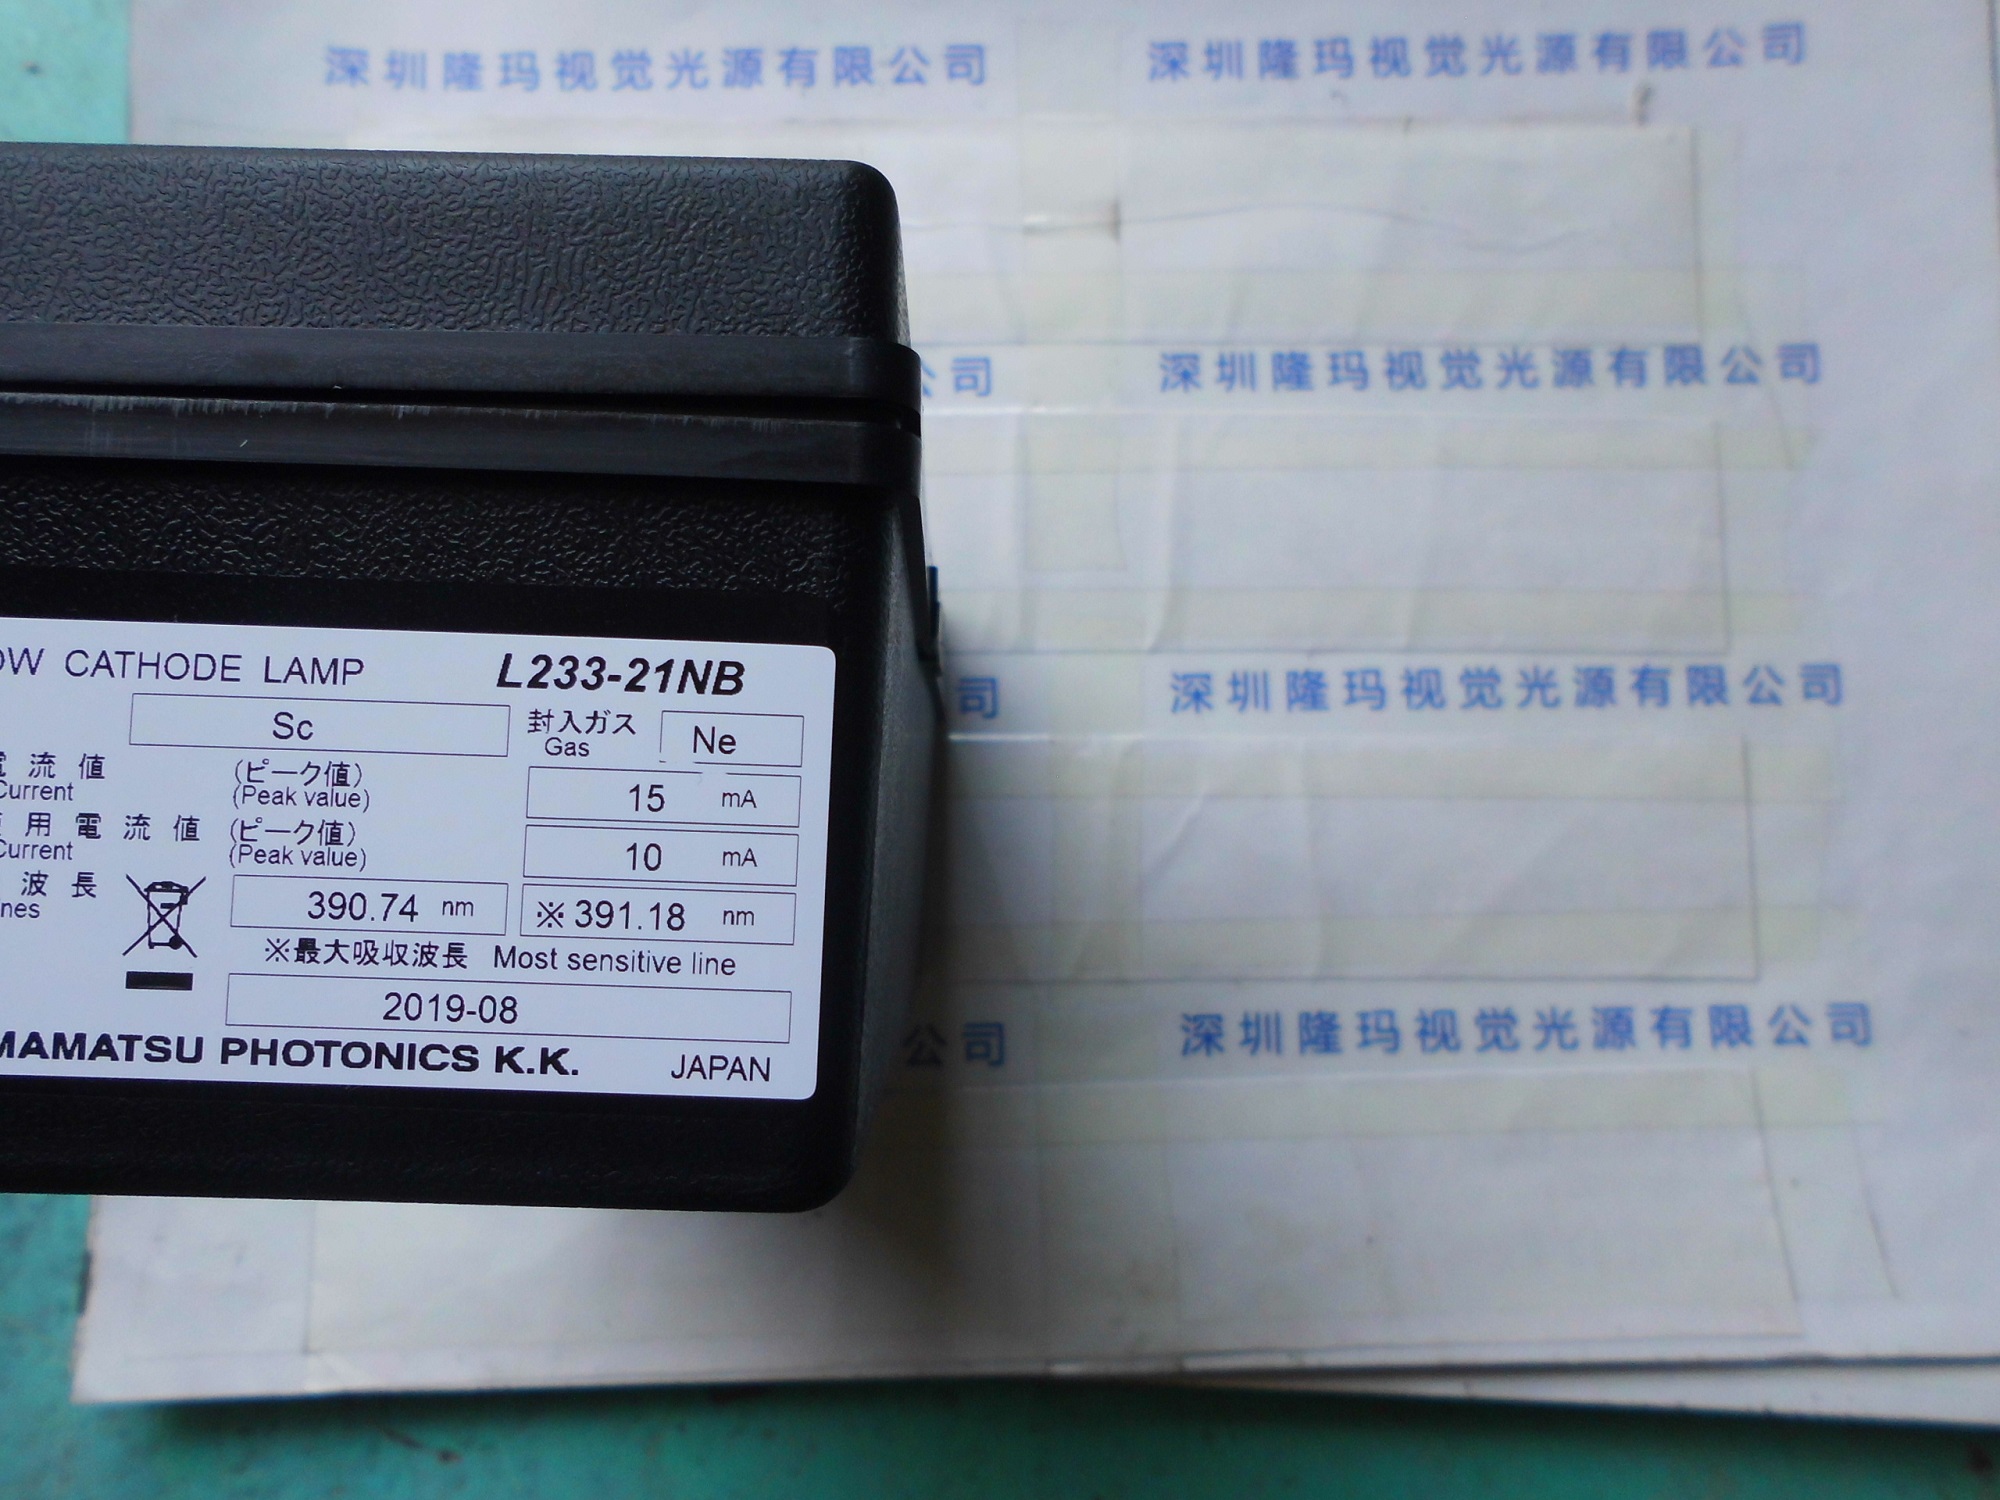 深圳隆玛视觉光源有限公司 深圳隆玛视觉光源有限公司
公司 深圳隆玛视觉光源有限公司
司 深圳隆玛视觉光源有限公司
公司 深圳隆玛视觉光源有限公司
OW CATHODE LAMP L233-21NB
Sc 封入ガス Ne
Gas
流値 (ピーク値) 15 mA
Current (Peak value)
用電流値 (ピーク値) 10 mA
Current (Peak value)
波長 390.74 nm ※391.18 nm
nes
※最大吸収波長 Most sensitive line
2019-08
MAMATSU PHOTONICS K.K. JAPAN